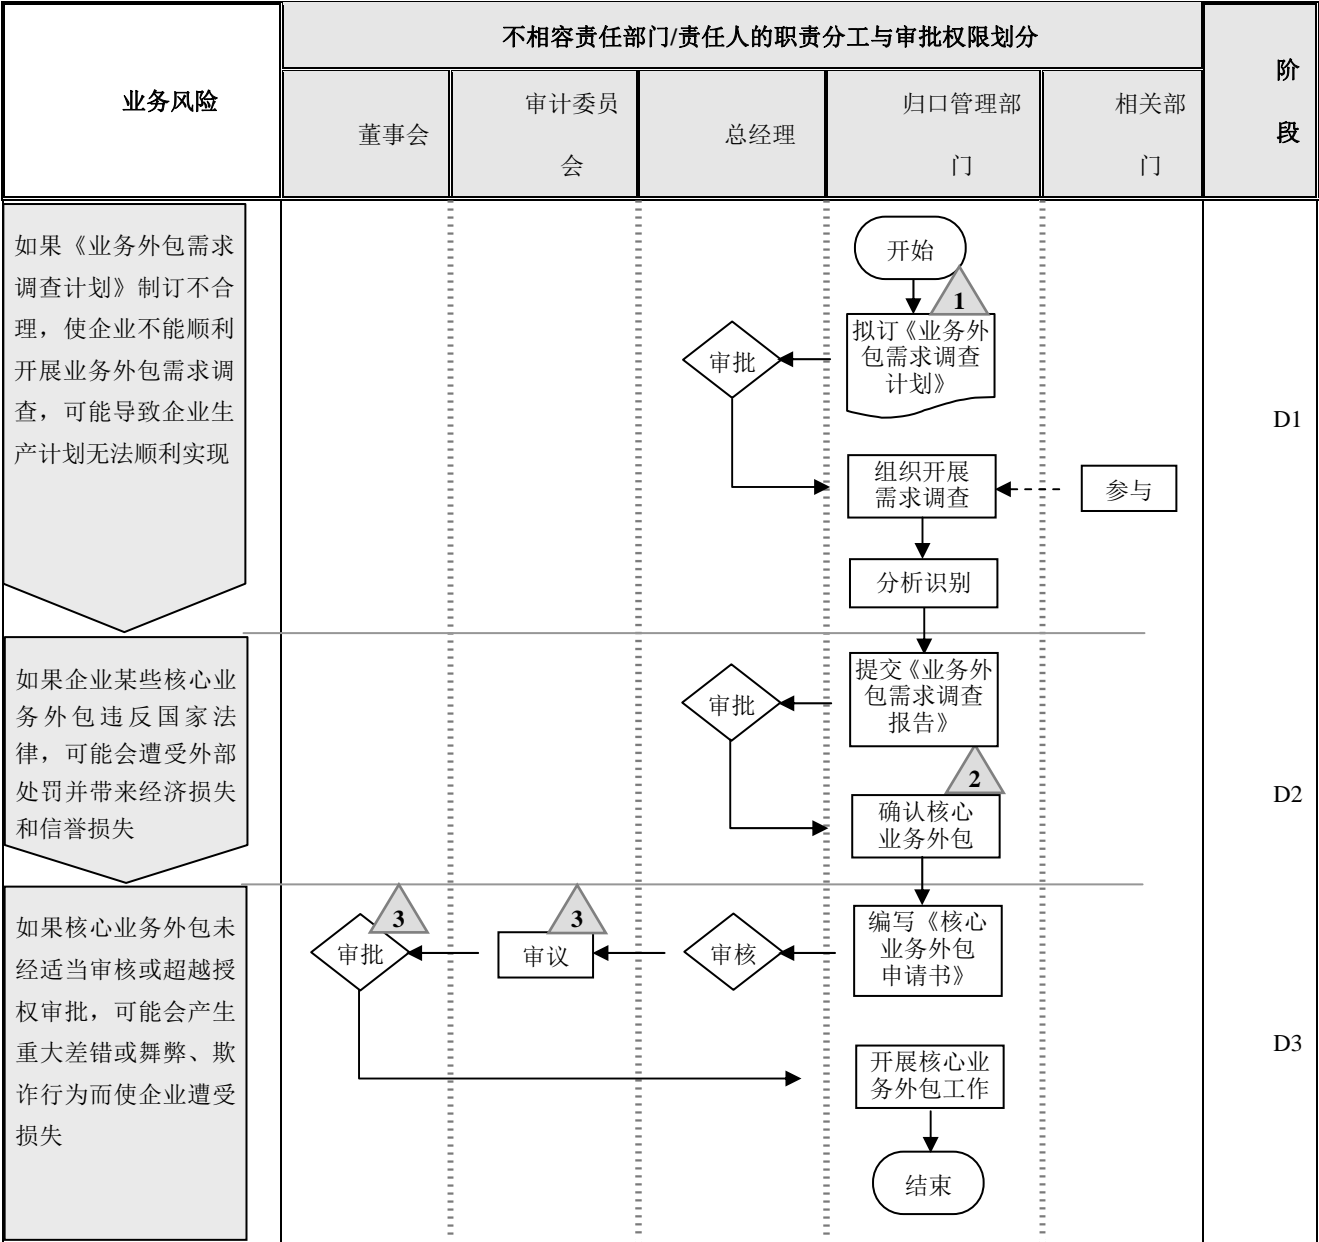 不相容责任部门/责任人的职责分工与审批权限划分
业务风险
阶
段
董事会
审计委员
会
总经理
归口管理部
门
相关部
门
如果《业务外包需求
调查计划》制订不合
理，使企业不能顺利
开展业务外包需求调
查，可能导致企业生
产计划无法顺利实现
开始
1
拟订《业务外
包需求调查
计划》
审批
组织开展
需求调查
参与
分析识别
D1
如果企业某些核心业
务外包违反国家法
律，可能会遭受外部
处罚并带来经济损失
和信誉损失
提交《业务外
包需求调查
报告》
审批
2
确认核心
业务外包
D2
如果核心业务外包未
经适当审核或超越授
权审批，可能会产生
重大差错或舞弊、欺
诈行为而使企业遭受
损失
编写《核心
业务外包
申请书》
审核
3
审议
3
审批
开展核心业
务外包工作
结束
D3